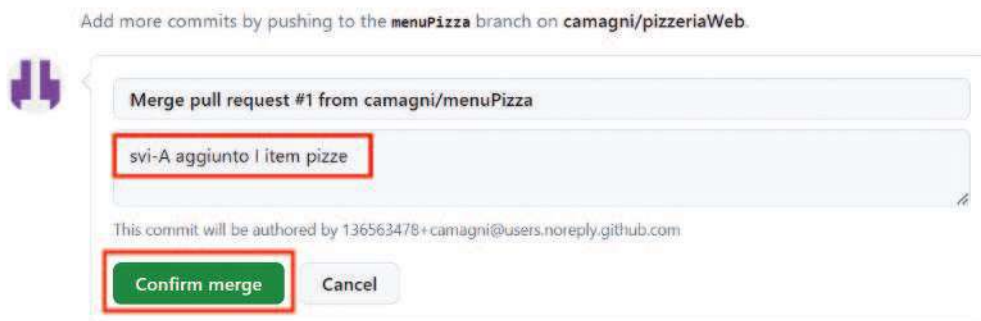 Add more commits by pushing to the menuPizza branch on camagni/pizzeriaWeb.
Merge pull request #1 from camagni/menuPizza
svi-A aggiunto l item pizze
This commit will be authored by 136563478+camagni@users.noreply.github.com
Confirm merge
Cancel